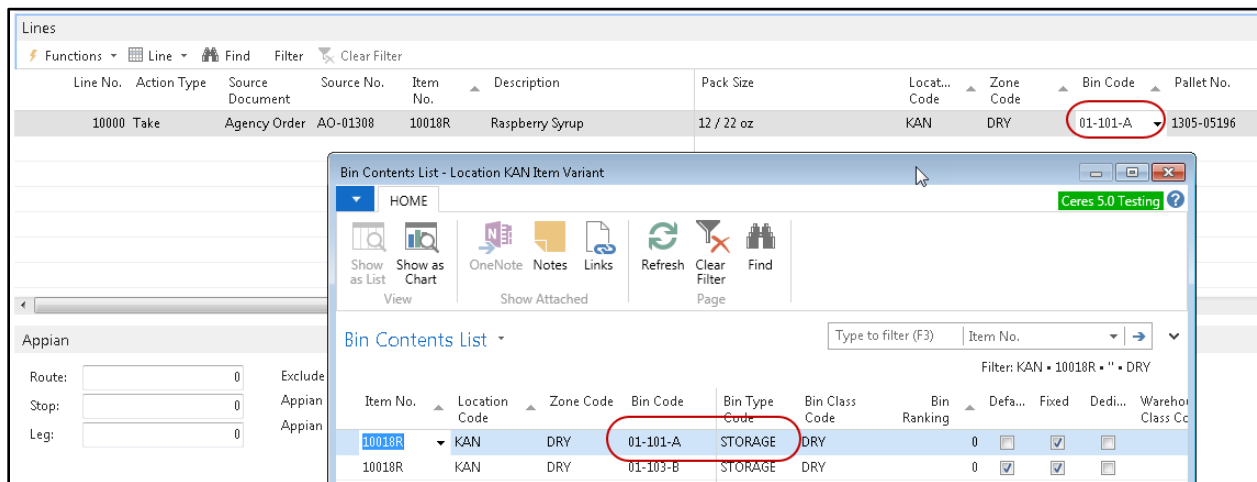 Lines
Functions Line Find Filter Clear Filter
Line No. Action Type Source Document Source No. Item No. Description Pack Size Locat... Code Zone Code Bin Code Pallet No.
10000 Take Agency Order AO-01308 10018R Raspberry Syrup 12 / 22 oz KAN DRY 01-101-A 1305-05196
Bin Contents List - Location KAN Item Variant
HOME
Ceres 5.0 Testing
Show as List Show as Chart OneNote Notes Links Refresh Clear Filter Find
View Show Attached Page
Appian
Route: 0 Exclude
Stop: 0 Appian
Leg: 0 Appian
Bin Contents List
Type to filter (F3) Item No.
Filter: KAN • 10018R • '' • DRY
Item No. Location Code Zone Code Bin Code Bin Type Code Bin Class Code Bin Ranking Defa... Fixed Dedi... Warehou Class Co
10018R KAN DRY 01-101-A STORAGE DRY 0
10018R KAN DRY 01-103-B STORAGE DRY 0